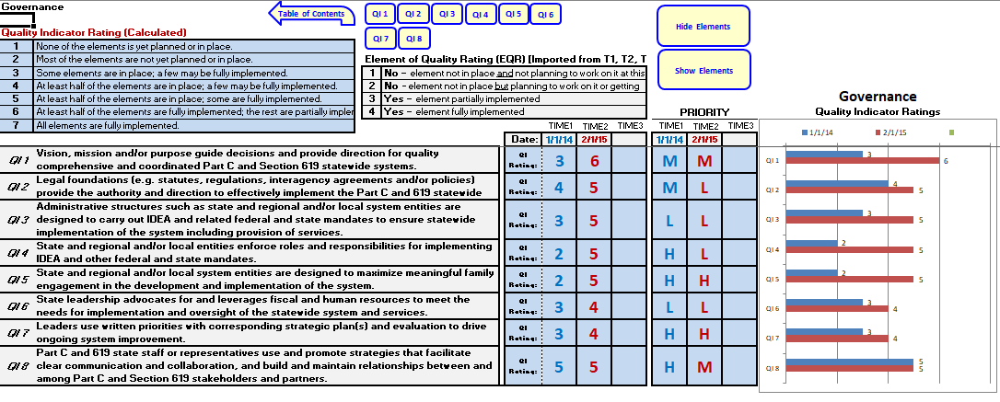 Governance
Table of Contents
QI 1 QI 2 QI 3 QI 4 QI 5 QI 6
QI 7 QI 8
Hide Elements
Show Elements
Quality Indicator Rating (Calculated)
1 None of the elements is yet planned or in place.
2 Most of the elements are not yet planned or in place.
3 Some elements are in place; a few may be fully implemented.
4 At least half of the elements are in place; a few may be fully implemented.
5 At least half of the elements are in place; some are fully implemented.
6 At least half of the elements are fully implemented; the rest are partially implem
7 All elements are fully implemented.
Element of Quality Rating (EQR) [Imported from T1, T2, T
1 No – element not in place and not planning to work on it at this
2 No – element not in place but planning to work on it or getting
3 Yes – element partially implemented
4 Yes – element fully implemented
PRIORITY
TIME1 TIME2 TIME3 TIME1 TIME2 TIME3
Date: 1/1/14 2/1/15 1/1/14 2/1/15
QI 1 Vision, mission and/or purpose guide decisions and provide direction for quality
comprehensive and coordinated Part C and Section 619 statewide systems.
QI Rating: 3 6 M M
QI 2 Legal foundations (e.g. statutes, regulations, interagency agreements and/or policies)
provide the authority and direction to effectively implement the Part C and 619 statewide
QI Rating: 4 5 M L
QI 3 Administrative structures such as state and regional and/or local system entities are
designed to carry out IDEA and related federal and state mandates to ensure statewide
implementation of the system including provision of services.
QI Rating: 3 5 L L
QI 4 State and regional and/or local entities enforce roles and responsibilities for implementing
IDEA and other federal and state mandates.
QI Rating: 2 5 H L
QI 5 State and regional and/or local system entities are designed to maximize meaningful family
engagement in the development and implementation of the system.
QI Rating: 2 5 H H
QI 6 State leadership advocates for and leverages fiscal and human resources to meet the
needs for implementation and oversight of the statewide system and services.
QI Rating: 3 4 L L
QI 7 Leaders use written priorities with corresponding strategic plan(s) and evaluation to drive
ongoing system improvement.
QI Rating: 3 4 H H
QI 8 Part C and 619 state staff or representatives use and promote strategies that facilitate
clear communication and collaboration, and build and maintain relationships between and
among Part C and Section 619 stakeholders and partners.
QI Rating: 5 5 H M
Governance
Quality Indicator Ratings
1/1/14 2/1/15
QI 1 3 6
QI 2 4 5
QI 3 3 5
QI 4 2 5
QI 5 2 5
QI 6 3 4
QI 7 3 4
QI 8 5 5